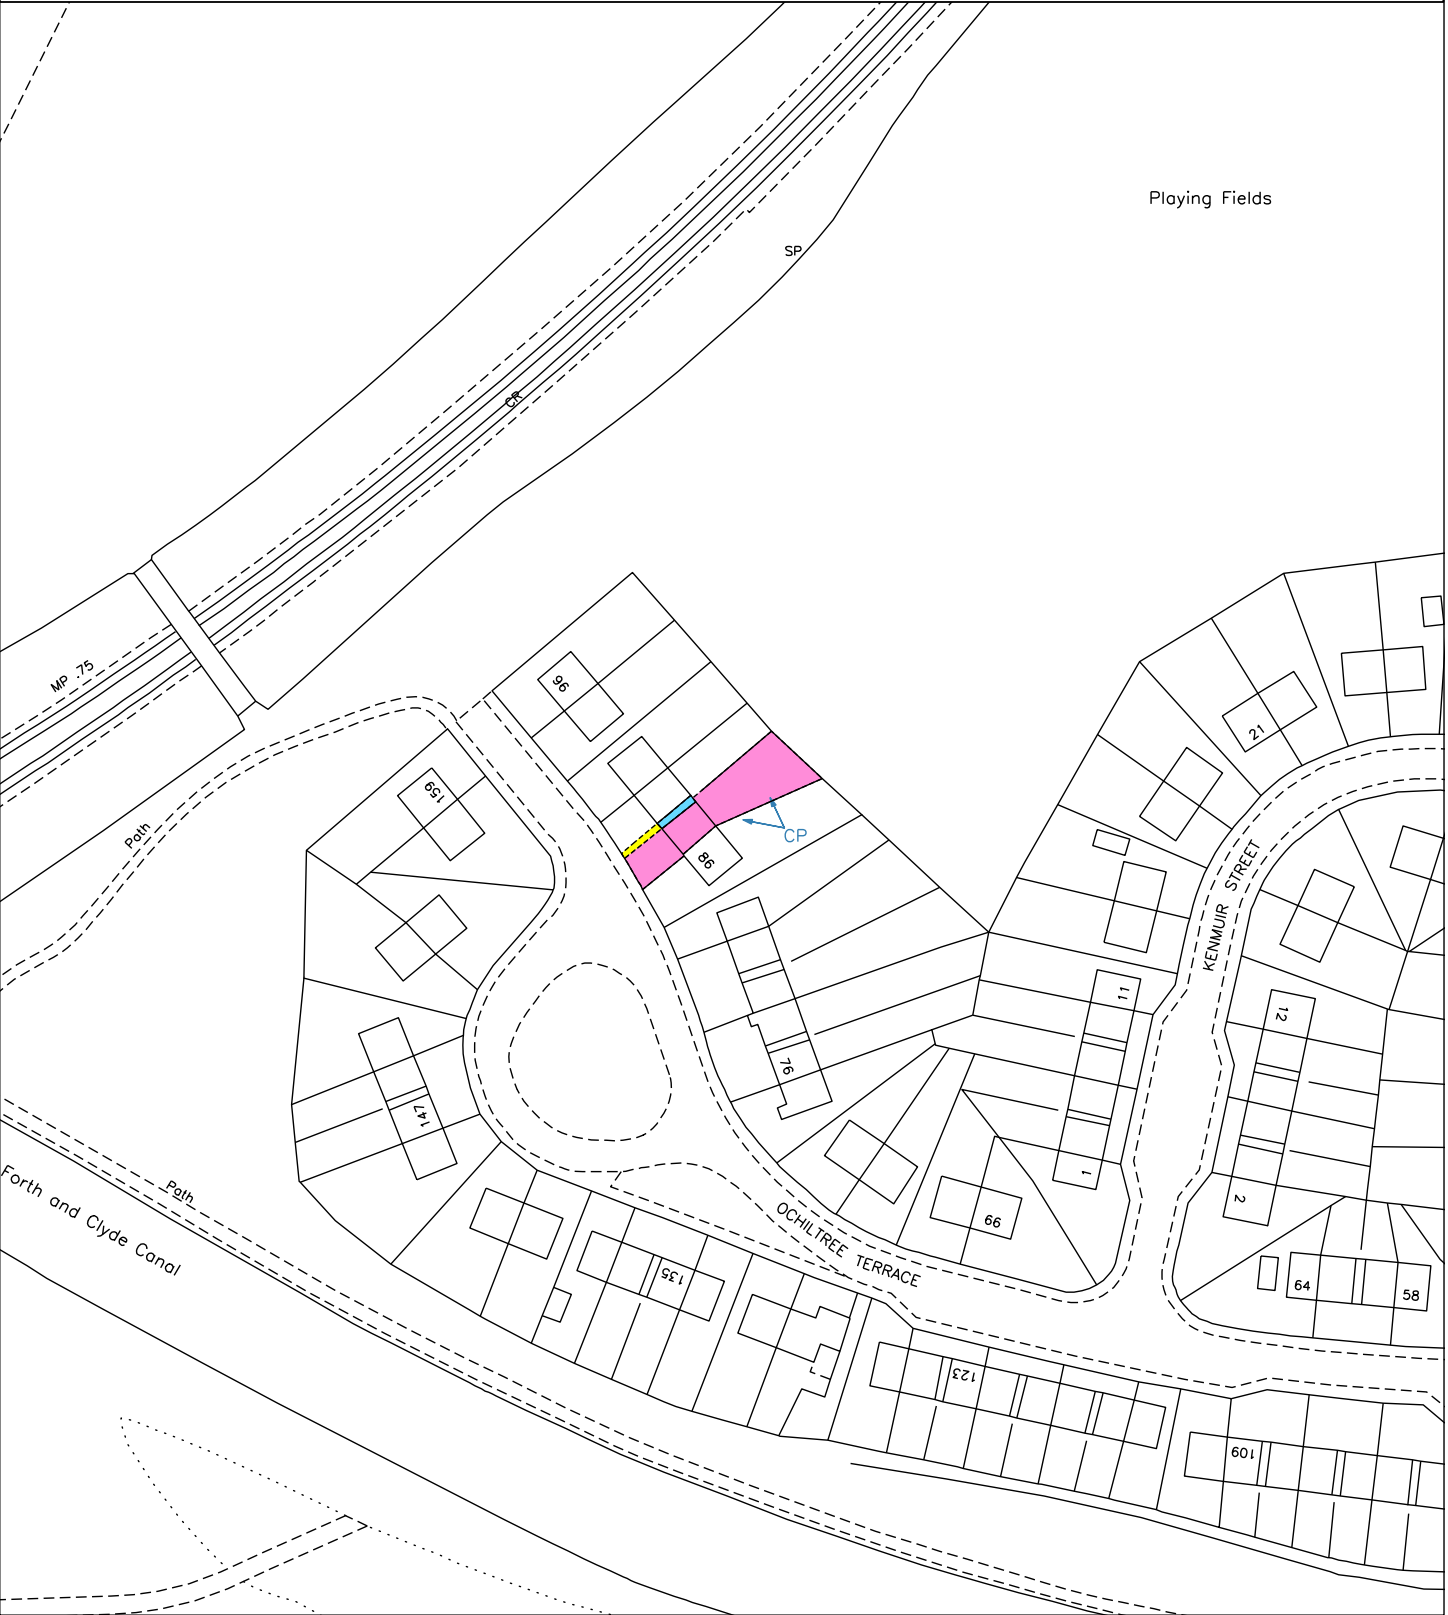 Playing Fields
SP
CR
MP .75
96
21
159
Path
CP
86
KENMUIR STREET
11
12
76
147
1
2
66
Path
Forth and Clyde Canal
OCHILTREE TERRACE
135
64
58
123
109